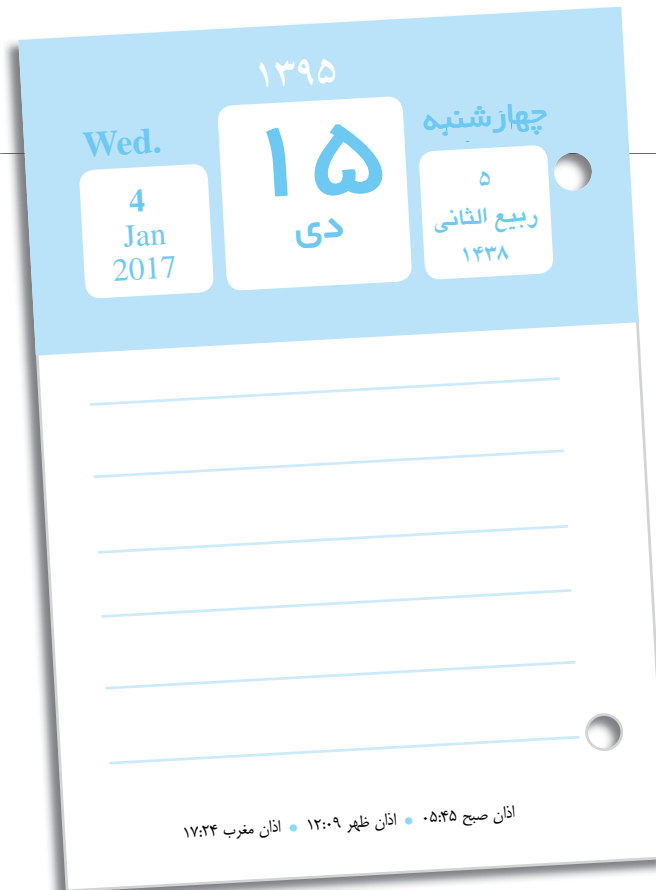 ۱۳۹۵
چهارشنبه
۵
ربیع الثانی
۱۴۳۸
۱۵
دی
Wed.
4
Jan
2017
اذان صبح ۰۵:۴۵ • اذان ظهر ۱۲:۰۹ • اذان مغرب ۱۷:۲۴